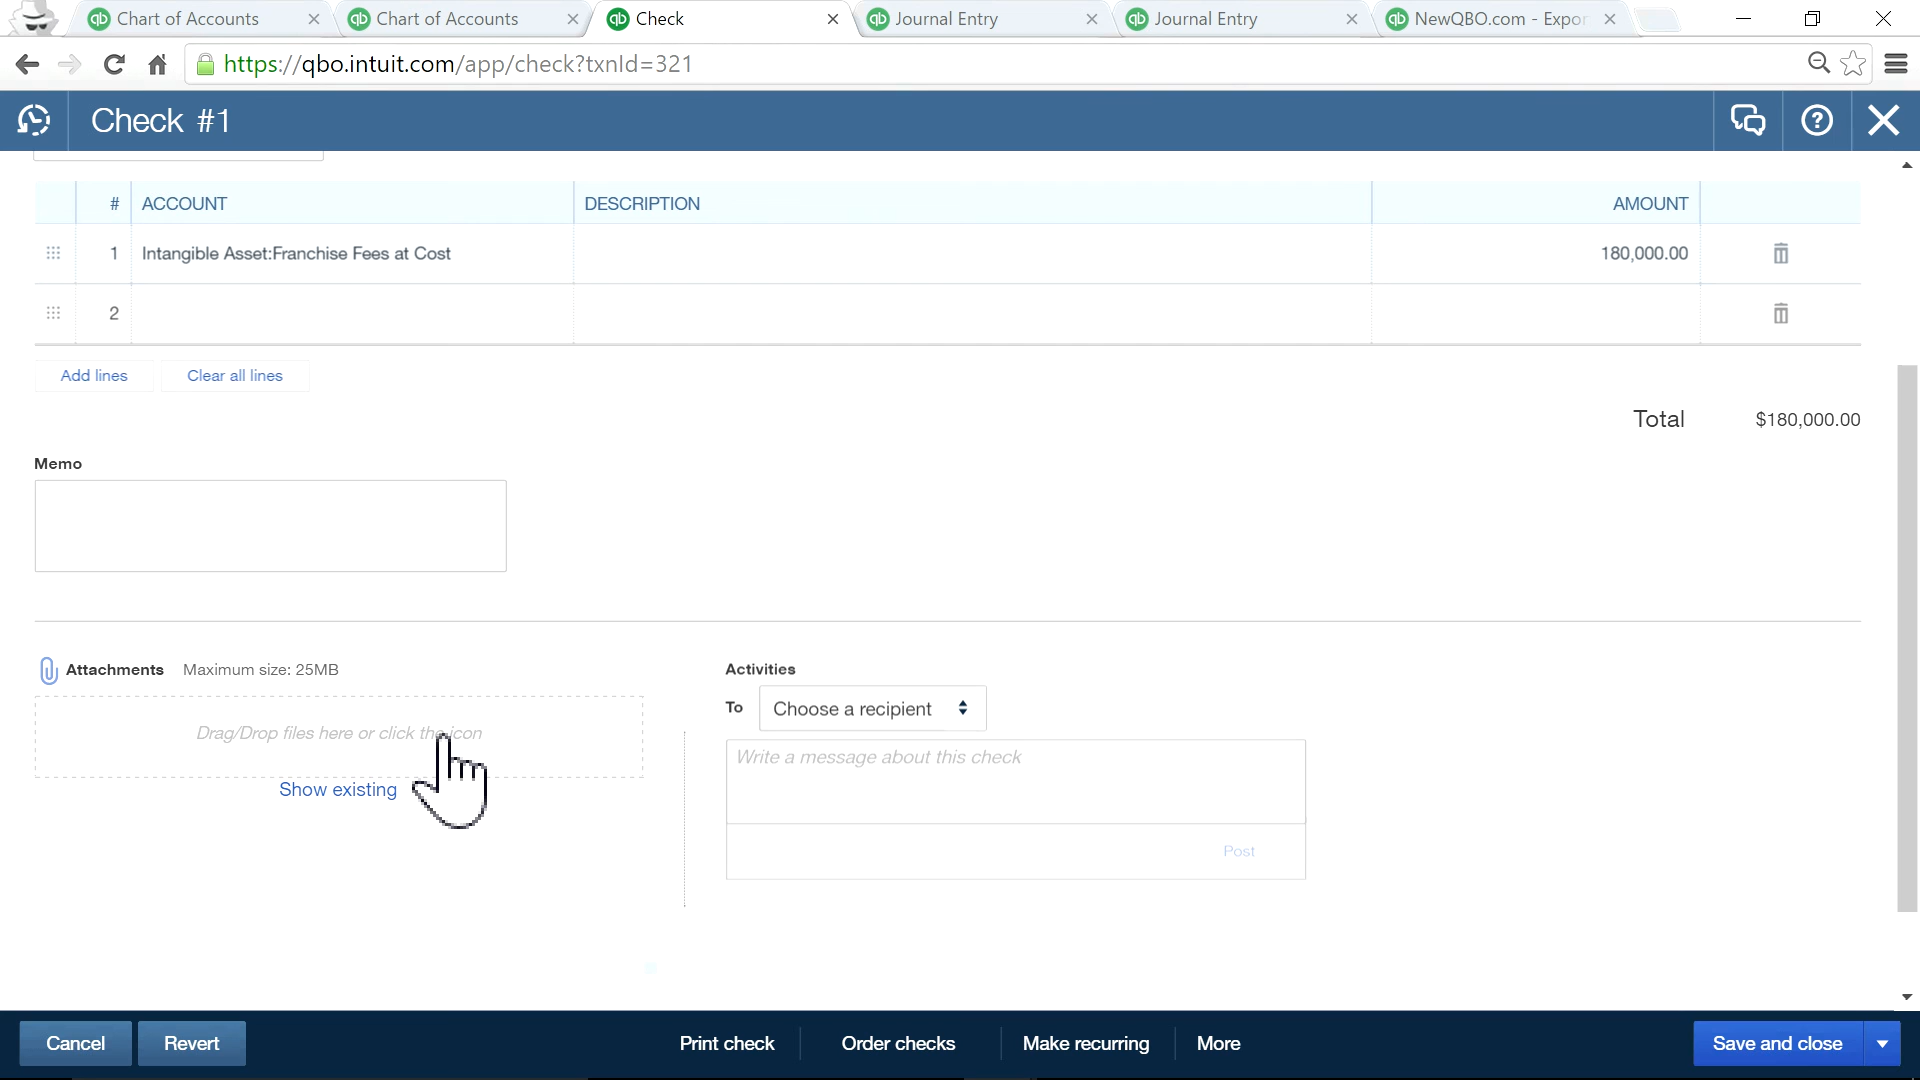 Chart of Accounts
Chart of Accounts
Check
Journal Entry
Journal Entry
NewQBO.com - Expor
https://qbo.intuit.com/app/check?txnId=321
Check #1
# ACCOUNT DESCRIPTION AMOUNT
1 Intangible Asset:Franchise Fees at Cost 180,000.00
2
Add lines Clear all lines
Total $180,000.00
Memo
Attachments Maximum size: 25MB
Drag/Drop files here or click the icon
Show existing
Activities
To Choose a recipient
Write a message about this check
Post
Cancel Revert Print check Order checks Make recurring More Save and close